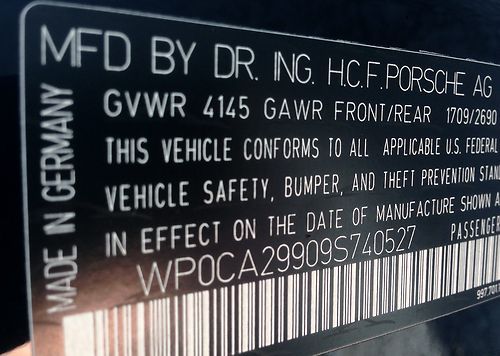 MFD BY DR. ING. H.C.F. PORSCHE AG
GVWR 4145 GAWR FRONT/REAR 1709/2690
THIS VEHICLE CONFORMS TO ALL APPLICABLE U.S. FEDERAL
VEHICLE SAFETY, BUMPER, AND THEFT PREVENTION STAN
IN EFFECT ON THE DATE OF MANUFACTURE SHOWN A
WP0CA29909S740527 PASSENGER
MADE IN GERMANY